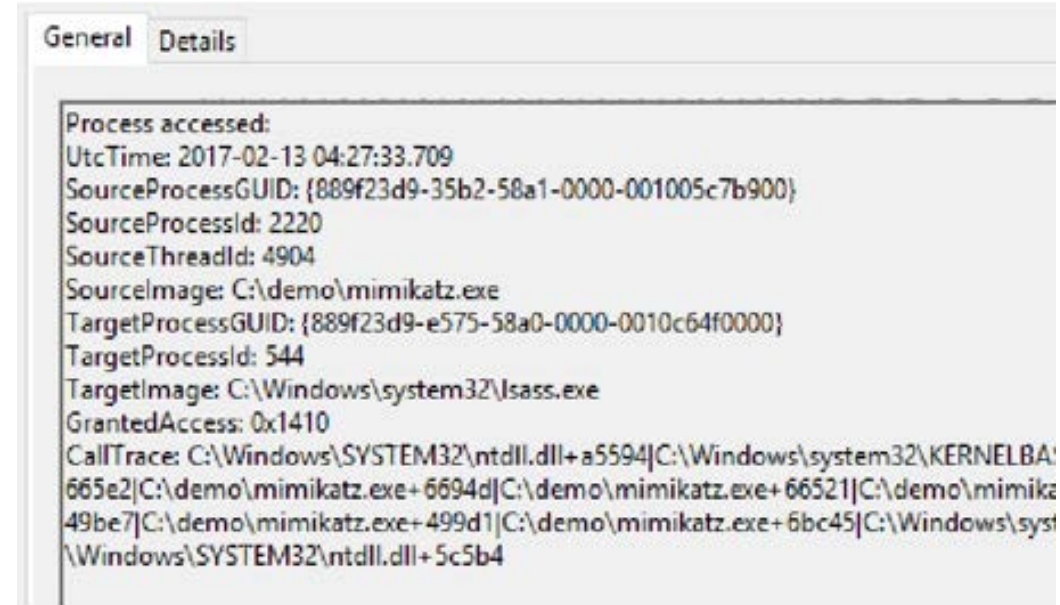 General Details
Process accessed:
UtcTime: 2017-02-13 04:27:33.709
SourceProcessGUID: {889f23d9-35b2-58a1-0000-001005c7b900}
SourceProcessId: 2220
SourceThreadId: 4904
SourceImage: C:\demo\mimikatz.exe
TargetProcessGUID: {889f23d9-e575-58a0-0000-0010c64f0000}
TargetProcessId: 544
TargetImage: C:\Windows\system32\lsass.exe
GrantedAccess: 0x1410
CallTrace: C:\Windows\SYSTEM32\ntdll.dll+a5594|C:\Windows\system32\KERNELBAS
665e2|C:\demo\mimikatz.exe+6694d|C:\demo\mimikatz.exe+66521|C:\demo\mimika
49be7|C:\demo\mimikatz.exe+499d1|C:\demo\mimikatz.exe+6bc45|C:\Windows\syst
\Windows\SYSTEM32\ntdll.dll+5c5b4